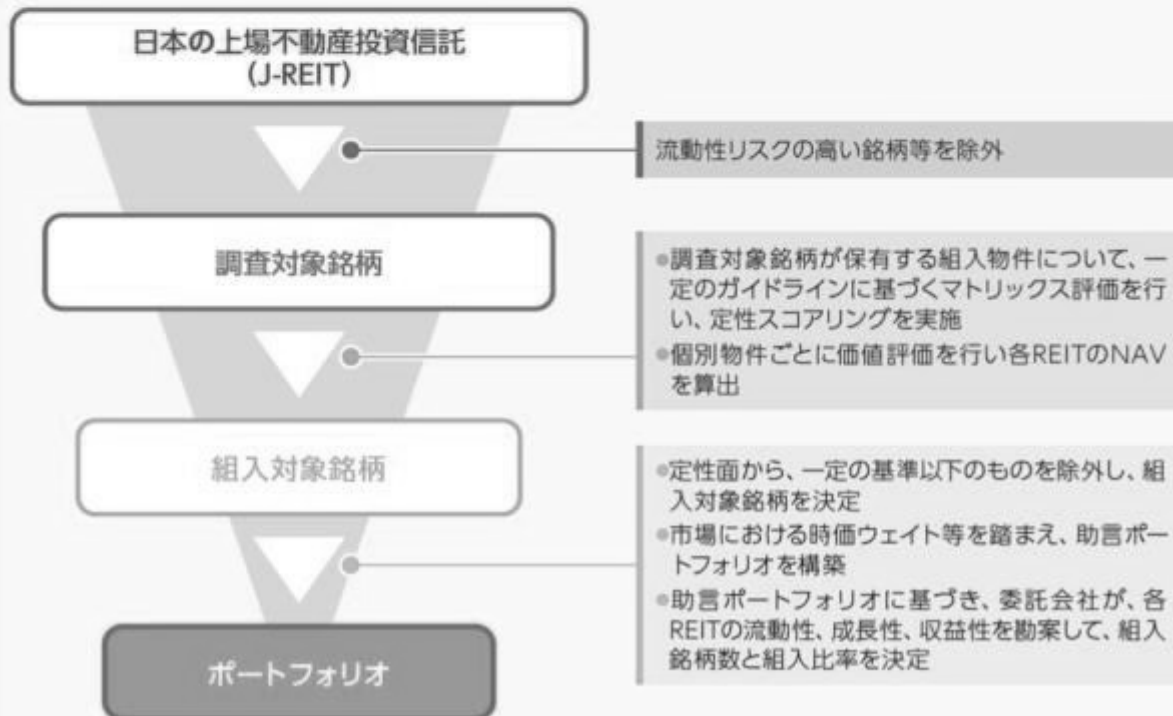 日本の上場不動産投資信託
(J-REIT)
流動性リスクの高い銘柄等を除外
調査対象銘柄
●調査対象銘柄が保有する組入物件について、一
定のガイドラインに基づくマトリックス評価を行
い、定性スコアリングを実施
●個別物件ごとに価値評価を行い各REITのNAV
を算出
組入対象銘柄
●定性面から、一定の基準以下のものを除外し、組
入対象銘柄を決定
●市場における時価ウェイト等を踏まえ、助言ポー
トフォリオを構築
●助言ポートフォリオに基づき、委託会社が、各
REITの流動性、成長性、収益性を勘案して、組入
銘柄数と組入比率を決定
ポートフォリオ